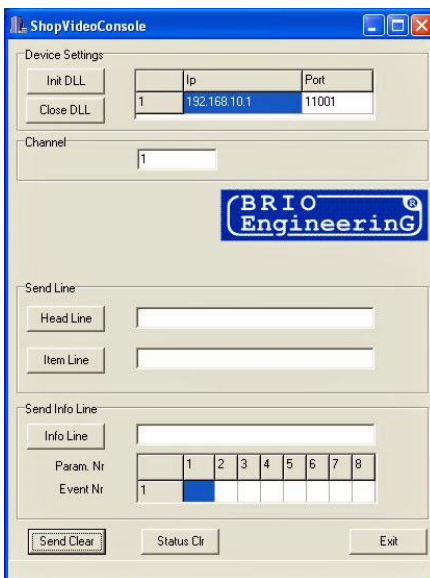 ShopVideoConsole
Device Settings
Init DLL
Close DLL
Ip Port
1 192.168.10.1 11001
Channel
1
BRIO ®
EngineerinG
Send Line
Head Line
Item Line
Send Info Line
Info Line
Param. Nr 1 2 3 4 5 6 7 8
Event Nr 1
Send Clear Status Clr Exit